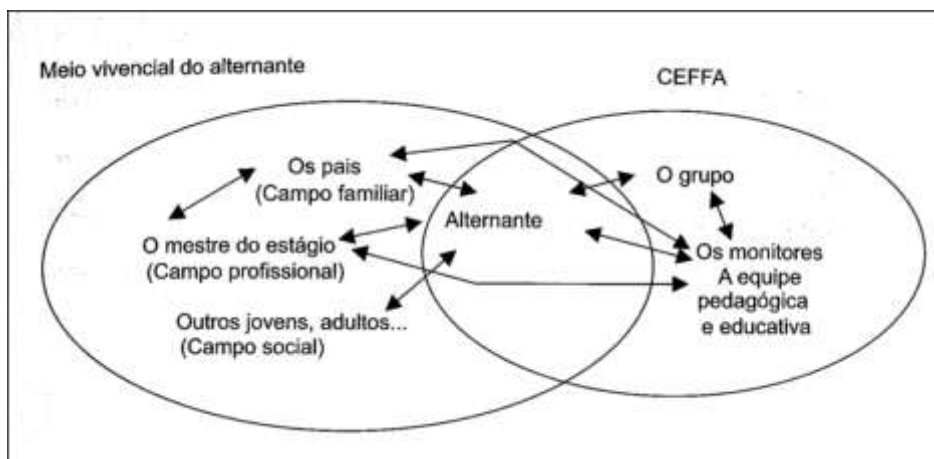 Meio vivencial do alternante
CEFFA
Os pais
(Campo familiar)
Alternante
O mestre do estágio
(Campo profissional)
Outros jovens, adultos...
(Campo social)
O grupo
Os monitores
A equipe
pedagógica
e educativa